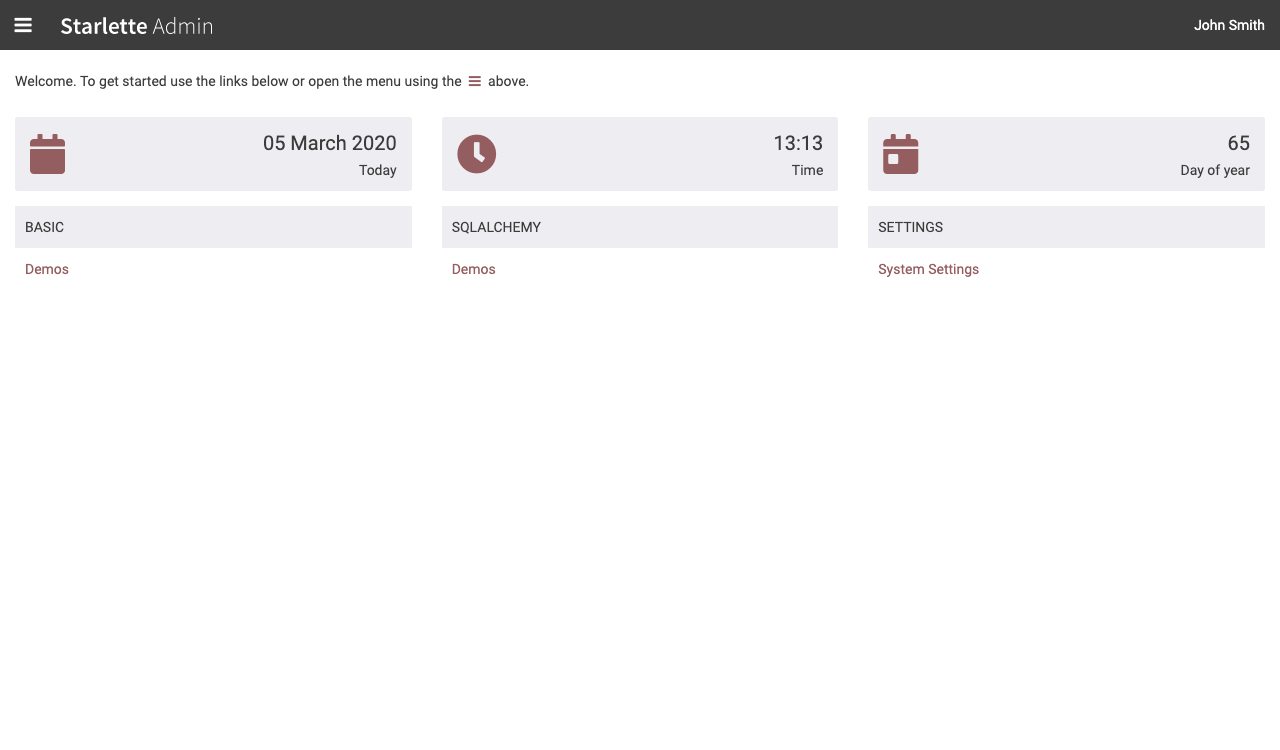 Starlette Admin
John Smith
Welcome. To get started use the links below or open the menu using the above.
05 March 2020
Today
13:13
Time
65
Day of year
BASIC
Demos
SQLALCHEMY
Demos
SETTINGS
System Settings